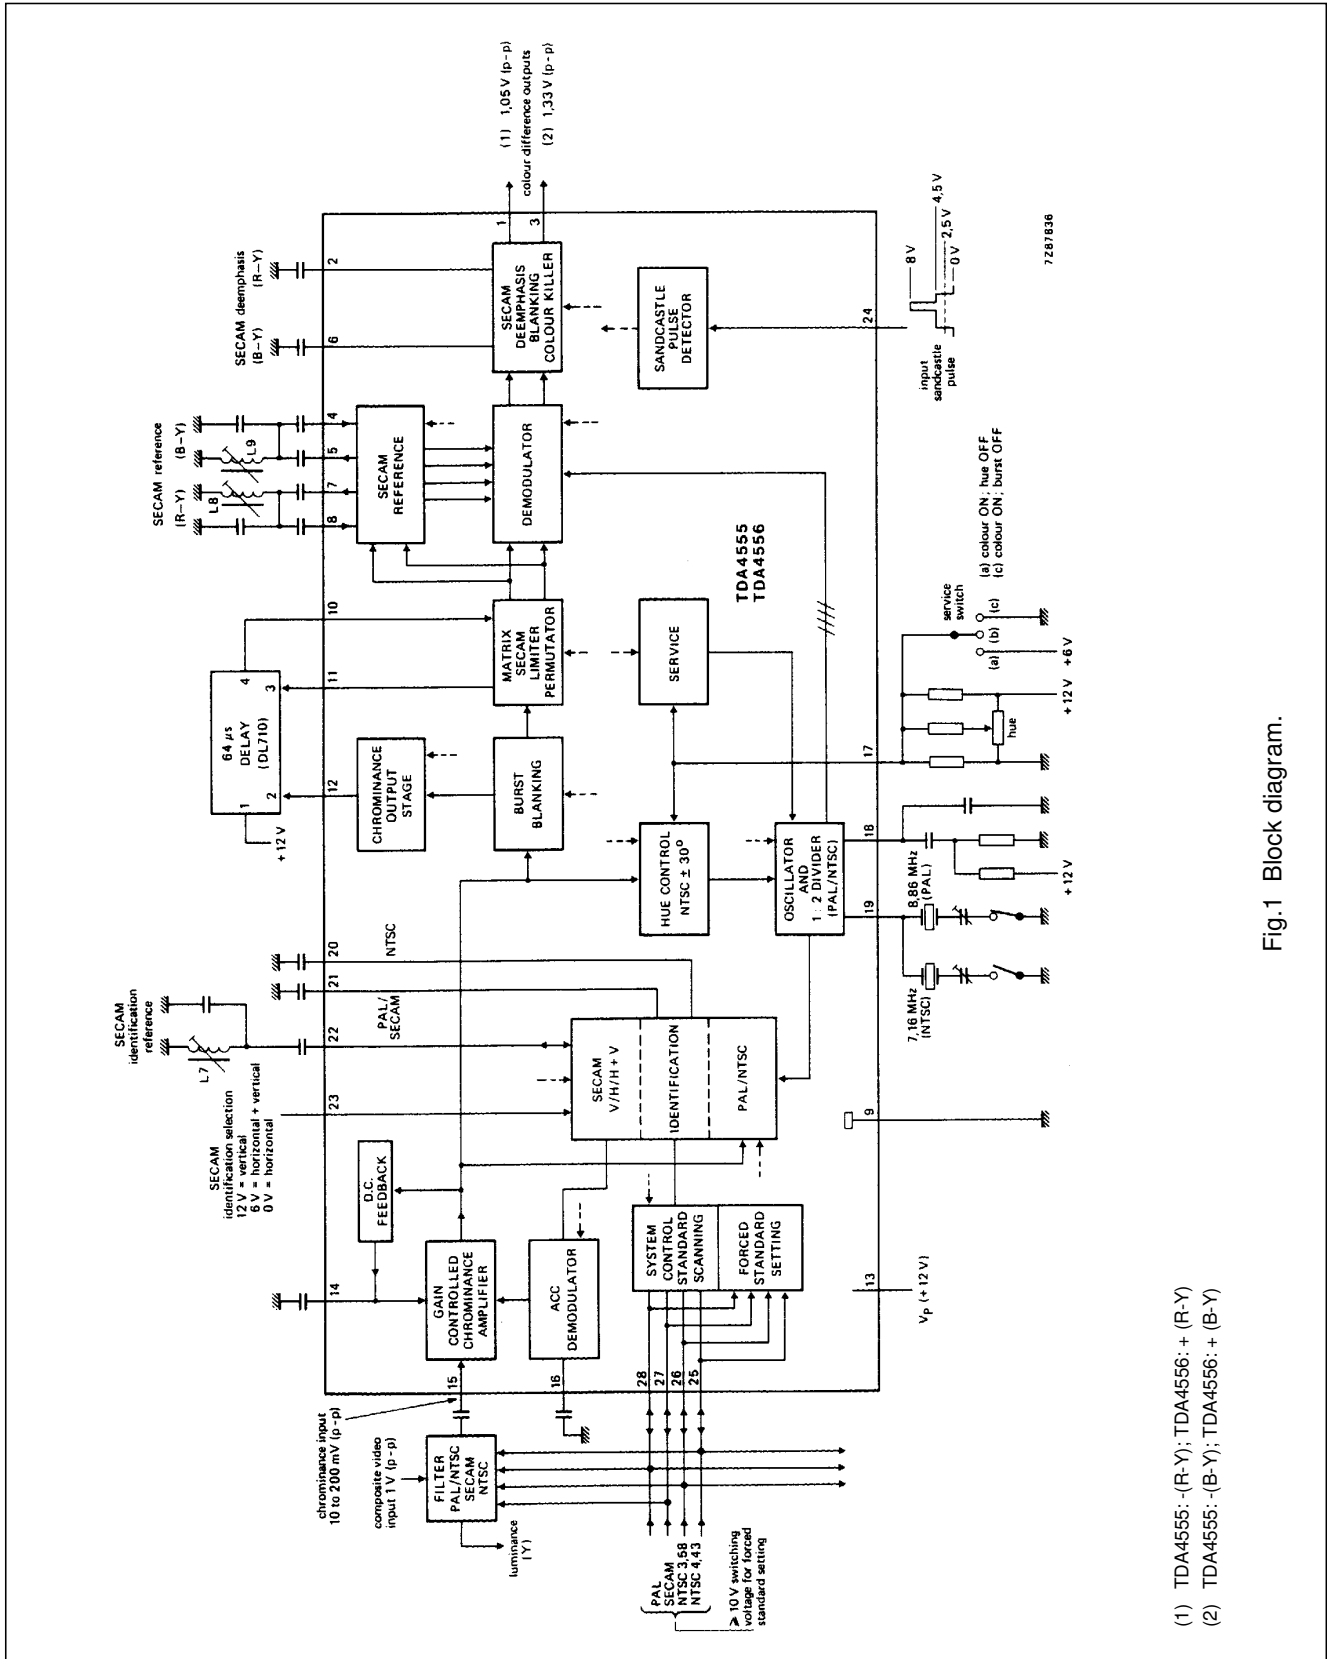 (1) 1,05 V (p-p)
colour difference outputs
(2) 1,33 V (p-p)
SECAM deemphasis
(B-Y)
(R-Y)
6
2
1
3
SECAM
DEEMPHASIS
BLANKING
COLOUR KILLER
SANDCASTLE
PULSE
DETECTOR
24
input
sandcastle
pulse
8 V
4,5 V
2,5 V
0 V
7Z87836
SECAM reference
(R-Y)
(B-Y)
L8
L9
8
7
5
4
SECAM
REFERENCE
DEMODULATOR
TDA4555
TDA4556
64 µs
DELAY
(DL710)
1
2
3
4
+12 V
12
11
10
CHROMINANCE
OUTPUT
STAGE
BURST
BLANKING
MATRIX
SECAM
LIMITER
PERMUTATOR
HUE CONTROL
NTSC ± 30°
SERVICE
OSCILLATOR
AND
1 : 2 DIVIDER
(PAL/NTSC)
19
18
17
7,16 MHz
(NTSC)
8,86 MHz
(PAL)
+12 V
hue
+12 V
+6 V
service
switch
(a)
(b)
(c)
(a) colour ON; hue OFF
(c) colour ON; burst OFF
SECAM
identification
reference
L7
SECAM
identification selection
12 V = vertical
6 V = horizontal + vertical
0 V = horizontal
23
22
21
20
PAL/
SECAM
NTSC
SECAM
V/H/H + V
IDENTIFICATION
PAL/NTSC
9
14
D.C.
FEEDBACK
GAIN
CONTROLLED
CHROMINANCE
AMPLIFIER
ACC
DEMODULATOR
SYSTEM
CONTROL
STANDARD
SCANNING
FORCED
STANDARD
SETTING
13
VP (+12 V)
15
16
28
27
26
25
chrominance input
10 to 200 mV (p-p)
composite video
input 1 V (p-p)
FILTER
PAL/NTSC
SECAM
NTSC
luminance
(Y)
PAL
SECAM
NTSC 3,58
NTSC 4,43
⩾ 10 V switching
voltage for forced
standard setting
(1) TDA4555: -(R-Y); TDA4556: + (R-Y)
(2) TDA4555: -(B-Y); TDA4556: + (B-Y)
Fig.1 Block diagram.